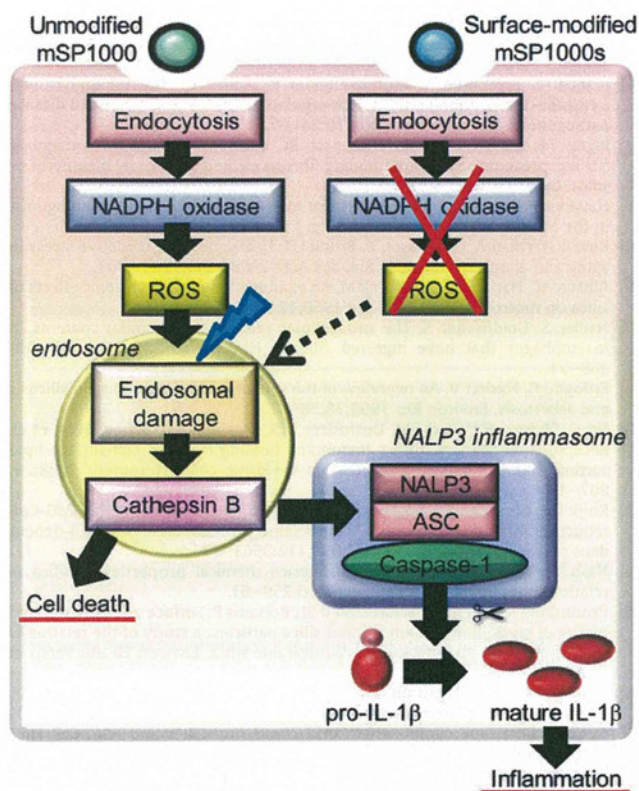 Unmodified
mSP1000
Surface-modified
mSP1000s
Endocytosis
Endocytosis
NADPH oxidase
NADPH oxidase
ROS
ROS
endosome
Endosomal
damage
NALP3 inflammasome
NALP3
Cathepsin B
ASC
Caspase-1
Cell death
pro-IL-1β
mature IL-1β
Inflammation